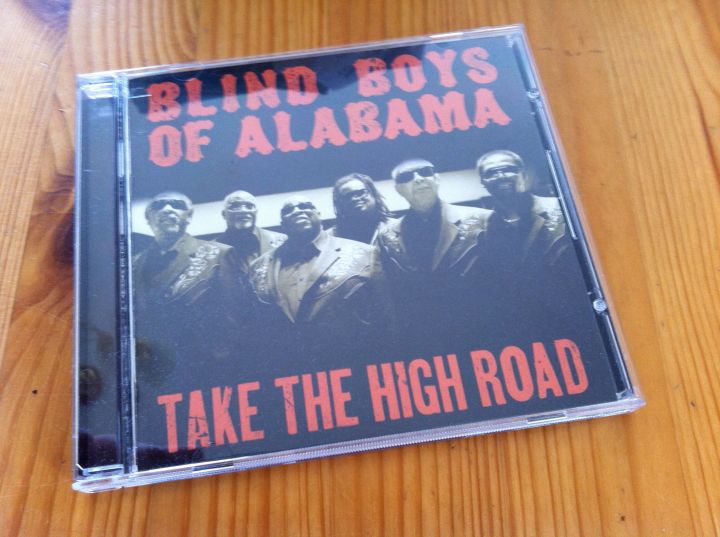 BLIND BOYS
OF ALABAMA
TAKE THE HIGH ROAD